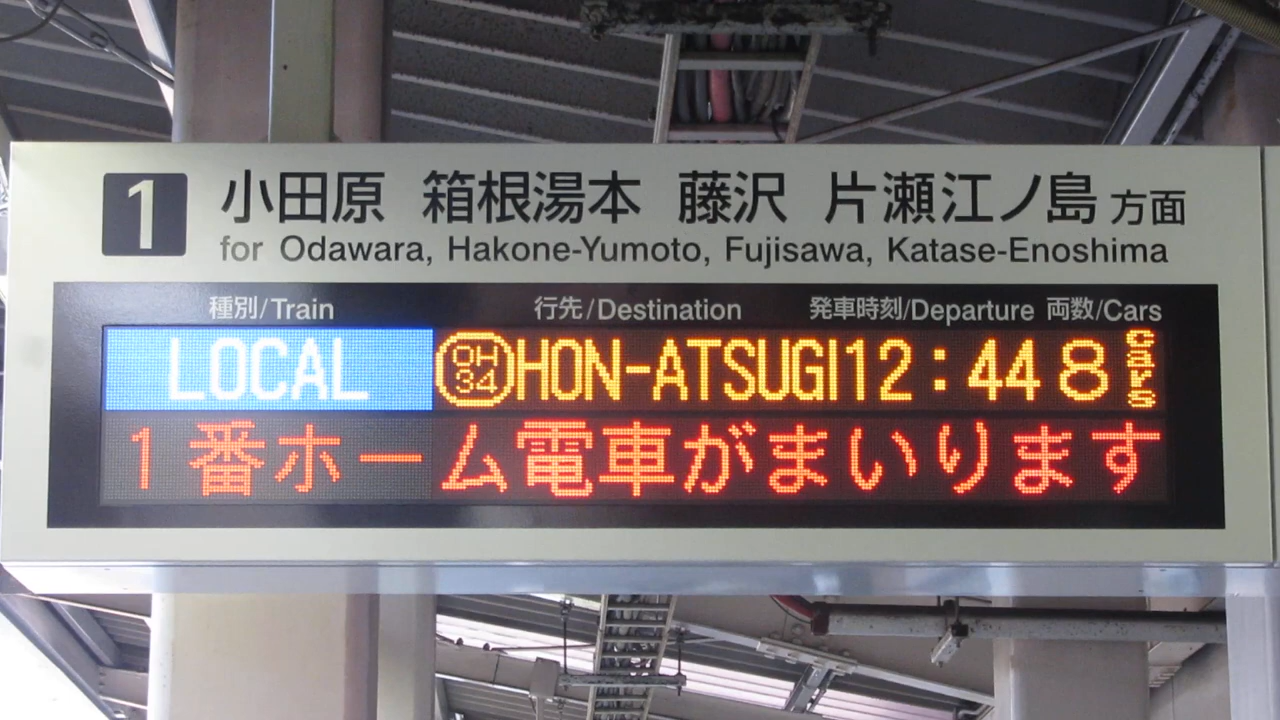 1 小田原 箱根湯本 藤沢 片瀬江ノ島 方面
for Odawara, Hakone-Yumoto, Fujisawa, Katase-Enoshima
種別/Train 行先/Destination 発車時刻/Departure 両数/Cars
LOCAL OH 34 HON-ATSUGI 12:44 8 cars
1番ホーム電車がまいります